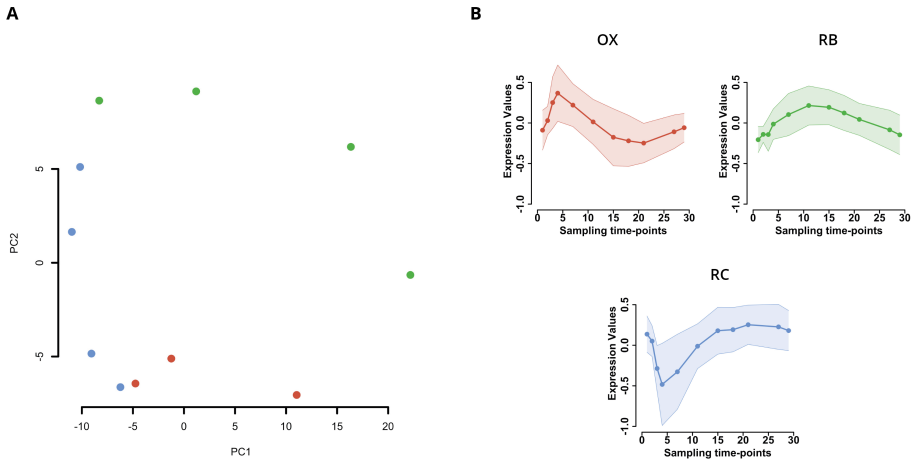 A
PC2
5
0
-5
-10 -5 0 5 10 15 20
PC1
B
OX
Expression Values
0.5
0.0
-0.5
-1.0
0 5 10 15 20 25 30
Sampling time-points
RB
Expression Values
0.5
0.0
-0.5
-1.0
0 5 10 15 20 25 30
Sampling time-points
RC
Expression Values
0.5
0.0
-0.5
-1.0
0 5 10 15 20 25 30
Sampling time-points